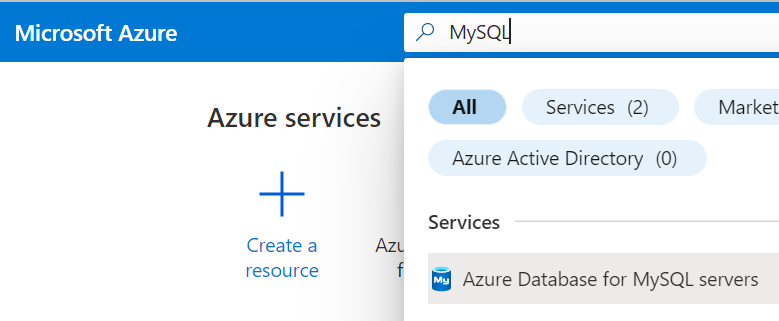 Microsoft Azure
MySQL
All
Services (2)
Market
Azure Active Directory (0)
Azure services
Services
Create a
resource
Azure Database for MySQL servers